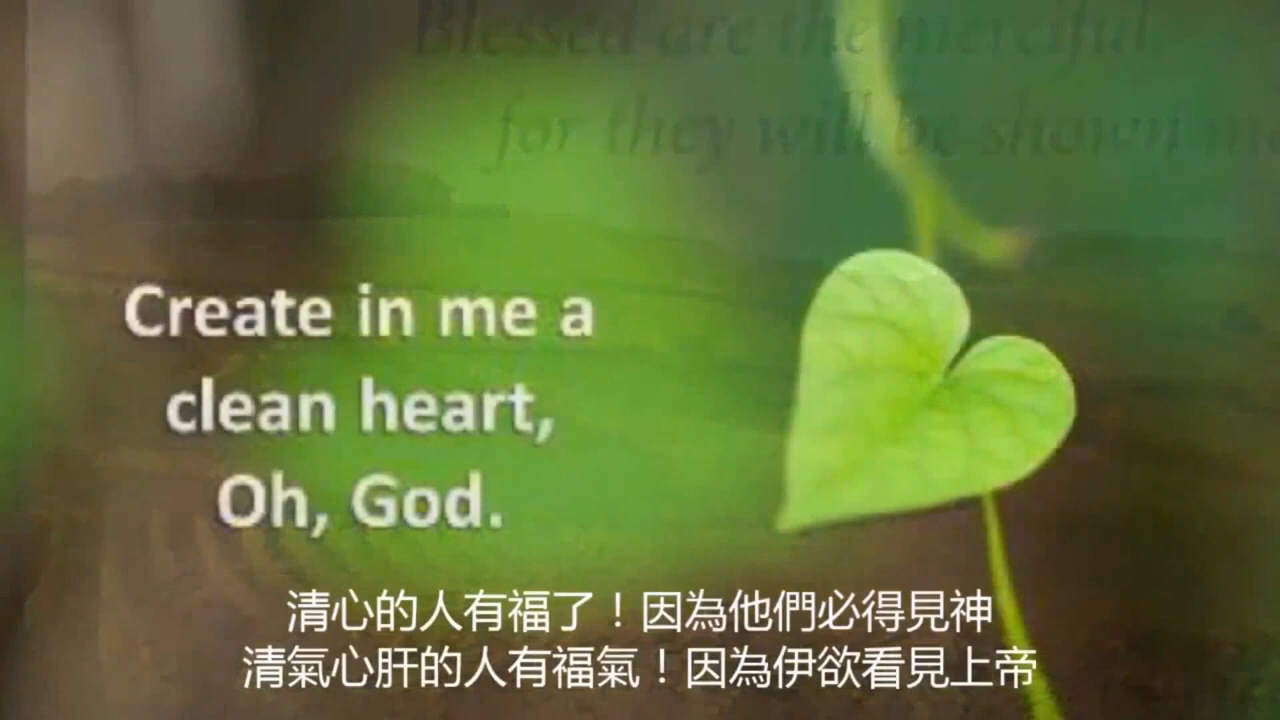 Blessed are the merciful,
for they will be shown
Create in me a
clean heart,
Oh, God.
清心的人有福了！因為他們必得見神
清氣心肝的人有福氣！因為伊欲看見上帝